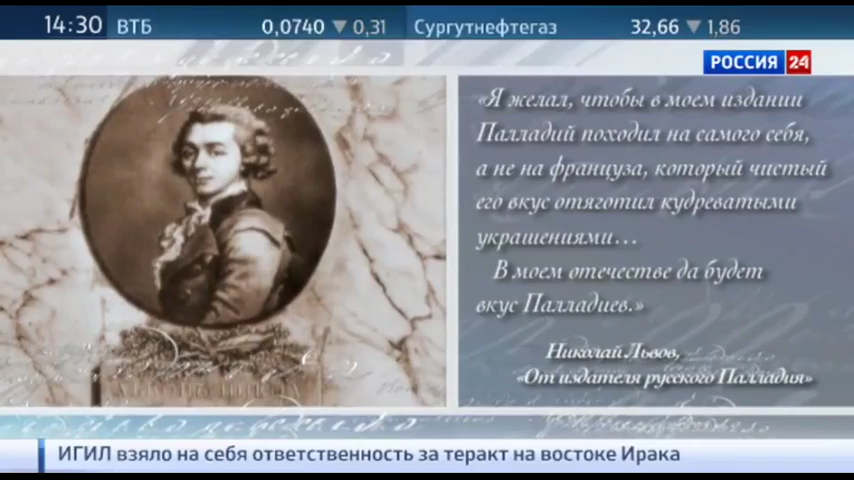 14:30 ВТБ 0,0740 ▼ 0,31 Сургутнефтегаз 32,66 ▼ 1,86
РОССИЯ 24
«Я желал, чтобы в моем издании
Палладий походил на самого себя,
а не на француза, который чистый
его вкус отяготил кудреватыми
украшениями…
В моем отечестве да будет
вкус Палладиев.»
Николай Львов,
«От издателя русского Палладия»
ИГИЛ взяло на себя ответственность за теракт на востоке Ирака